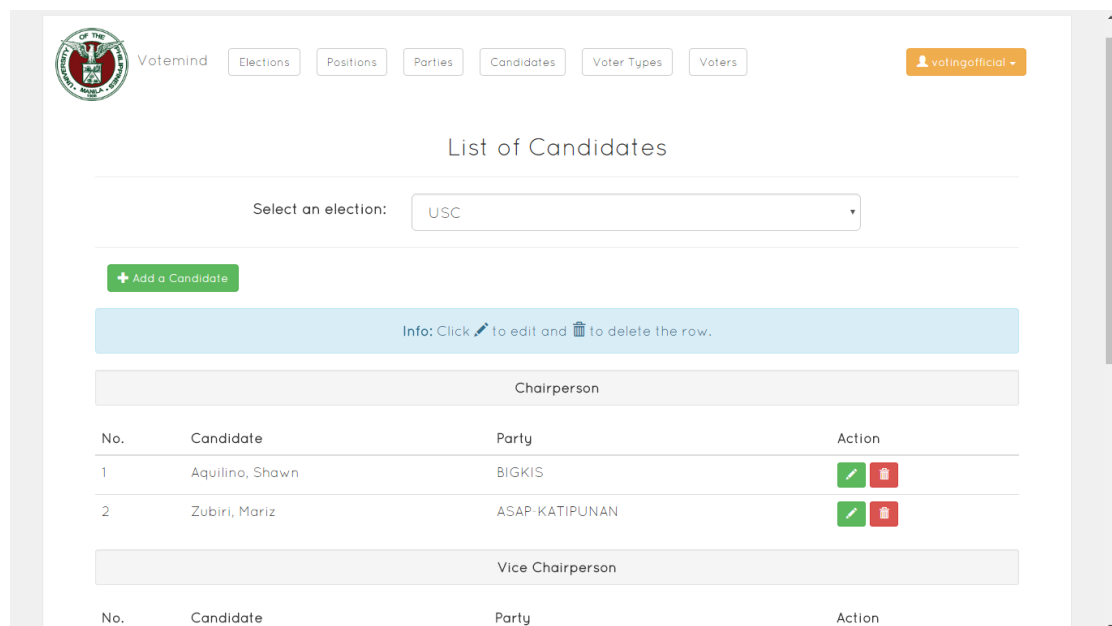 UNIVERSITY OF THE PHILIPPINES
MANILA
1908
Votemind Elections Positions Parties Candidates Voter Types Voters votingofficial
List of Candidates
Select an election: USC
Add a Candidate
Info: Click to edit and to delete the row.
Chairperson
No. Candidate Party Action
1 Aquilino, Shawn BIGKIS
2 Zubiri, Mariz ASAP-KATIPUNAN
Vice Chairperson
No. Candidate Party Action